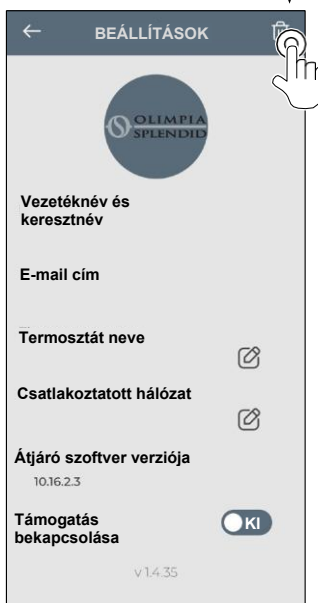 BEÁLLÍTÁSOK
OLIMPIA
SPLENDID
Vezetéknév és
keresztnév
E-mail cím
Termosztát neve
Csatlakoztatott hálózat
Átjáró szoftver verziója
10.16.2.3
Támogatás
bekapcsolása
KI
v 1.4.35